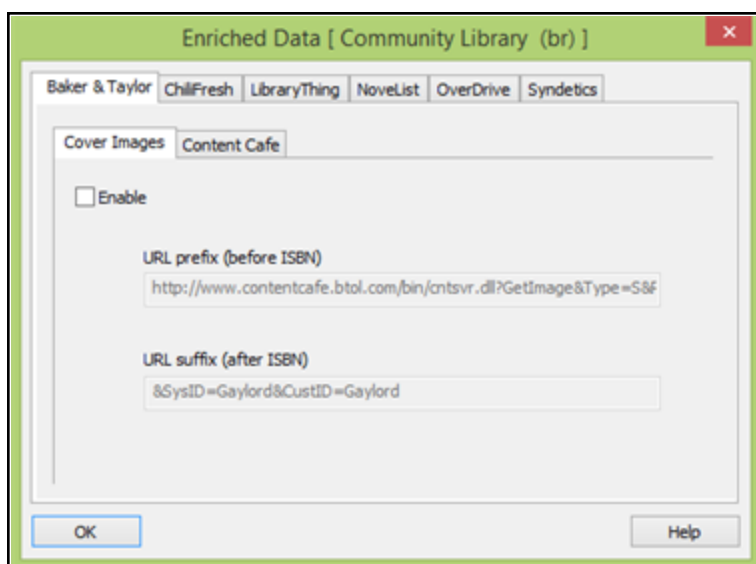 Enriched Data [ Community Library (br) ]
Baker & Taylor ChiliFresh LibraryThing NoveList OverDrive Syndetics
Cover Images Content Cafe
Enable
URL prefix (before ISBN)
http://www.contentcafe.btol.com/bin/cntsvr.dll?GetImage&Type=S&F
URL suffix (after ISBN)
&SysID=Gaylord&CustID=Gaylord
OK Help